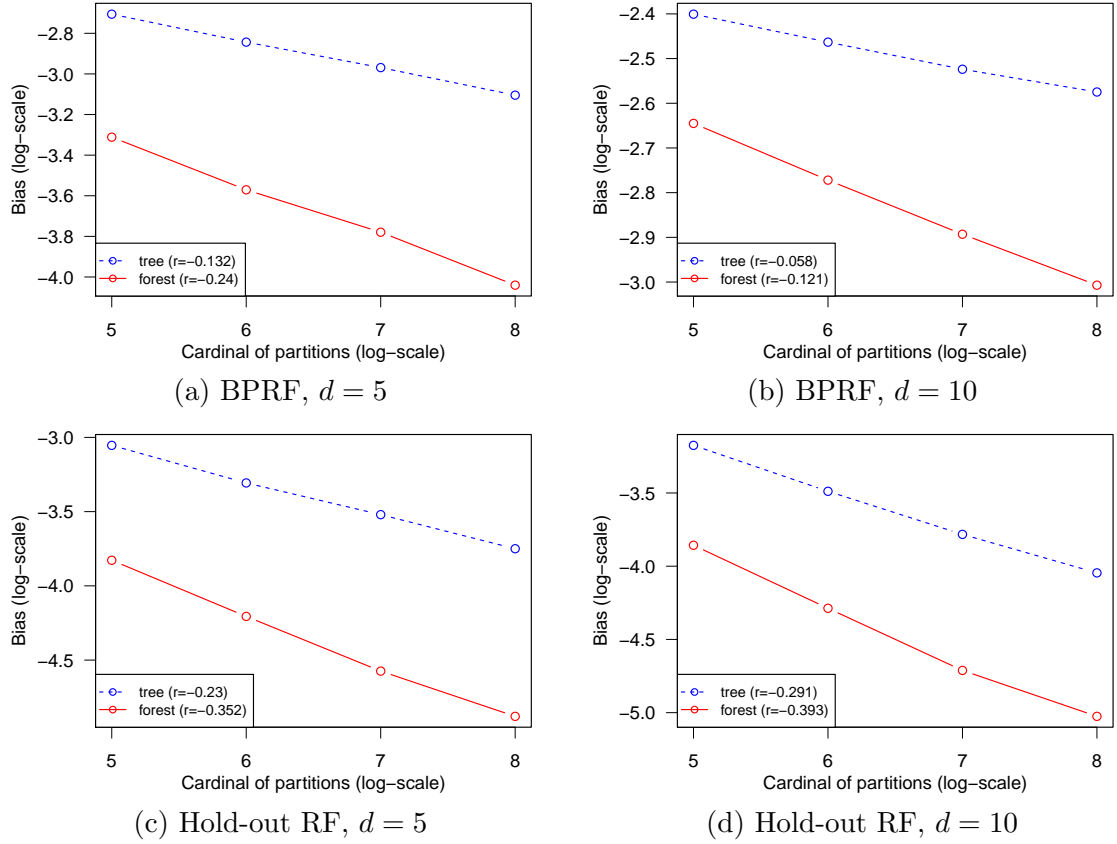 −2.8
−3.0
−3.2
−3.4
−3.6
−3.8
−4.0
Bias (log−scale)
tree (r=−0.132)
forest (r=−0.24)
5 6 7 8
Cardinal of partitions (log−scale)
(a) BPRF, d = 5
−2.4
−2.5
−2.6
−2.7
−2.8
−2.9
−3.0
Bias (log−scale)
tree (r=−0.058)
forest (r=−0.121)
5 6 7 8
Cardinal of partitions (log−scale)
(b) BPRF, d = 10
−3.0
−3.5
−4.0
−4.5
Bias (log−scale)
tree (r=−0.23)
forest (r=−0.352)
5 6 7 8
Cardinal of partitions (log−scale)
(c) Hold-out RF, d = 5
−3.5
−4.0
−4.5
−5.0
Bias (log−scale)
tree (r=−0.291)
forest (r=−0.393)
5 6 7 8
Cardinal of partitions (log−scale)
(d) Hold-out RF, d = 10